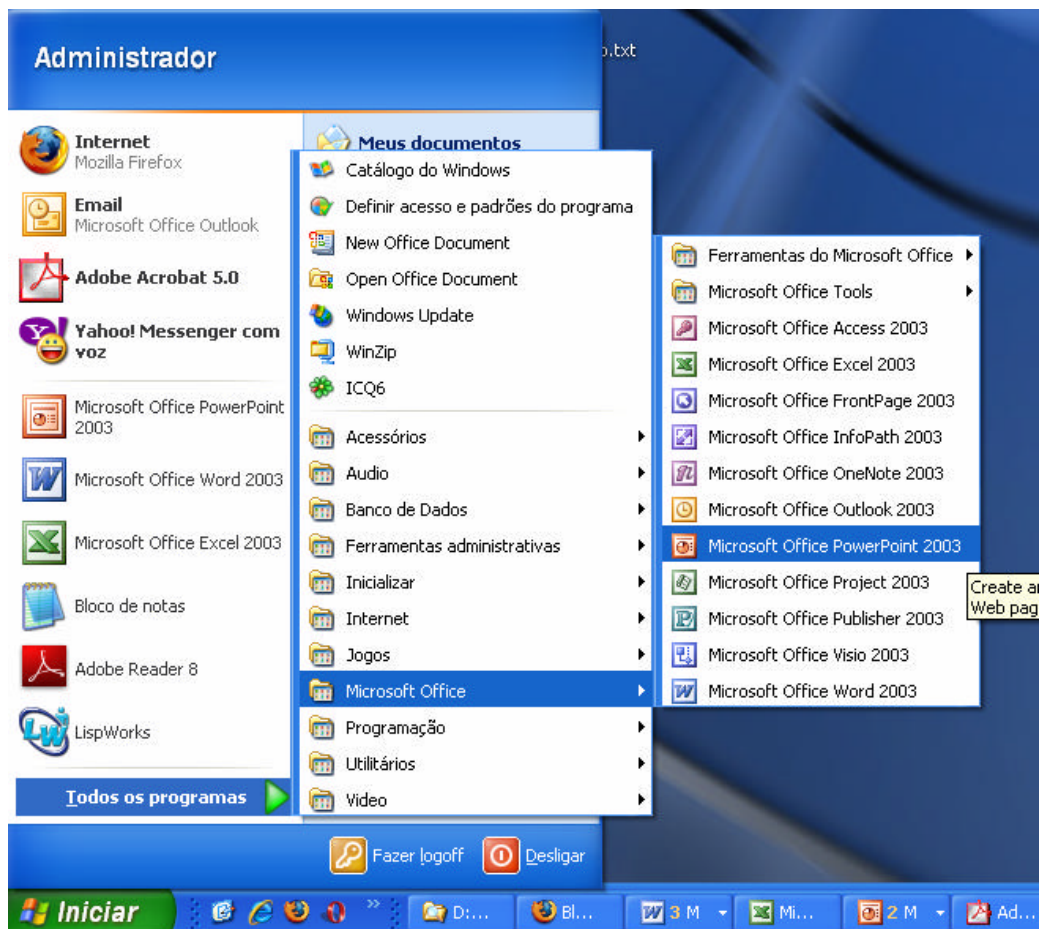 Administrador
o.txt
Internet
Mozilla Firefox
Email
Microsoft Office Outlook
Adobe Acrobat 5.0
Yahoo! Messenger com
voz
Microsoft Office PowerPoint
2003
Microsoft Office Word 2003
Microsoft Office Excel 2003
Bloco de notas
Adobe Reader 8
LispWorks
Todos os programas
Meus documentos
Catálogo do Windows
Definir acesso e padrões do programa
New Office Document
Open Office Document
Windows Update
WinZip
ICQ6
Acessórios
Audio
Banco de Dados
Ferramentas administrativas
Inicializar
Internet
Jogos
Microsoft Office
Programação
Utilitários
Video
Ferramentas do Microsoft Office
Microsoft Office Tools
Microsoft Office Access 2003
Microsoft Office Excel 2003
Microsoft Office FrontPage 2003
Microsoft Office InfoPath 2003
Microsoft Office OneNote 2003
Microsoft Office Outlook 2003
Microsoft Office PowerPoint 2003
Microsoft Office Project 2003
Microsoft Office Publisher 2003
Microsoft Office Visio 2003
Microsoft Office Word 2003
Create ar
Web pag
Fazer logoff
Desligar
Iniciar
D:...
Bl...
3 M
Mi...
2 M
Ad...